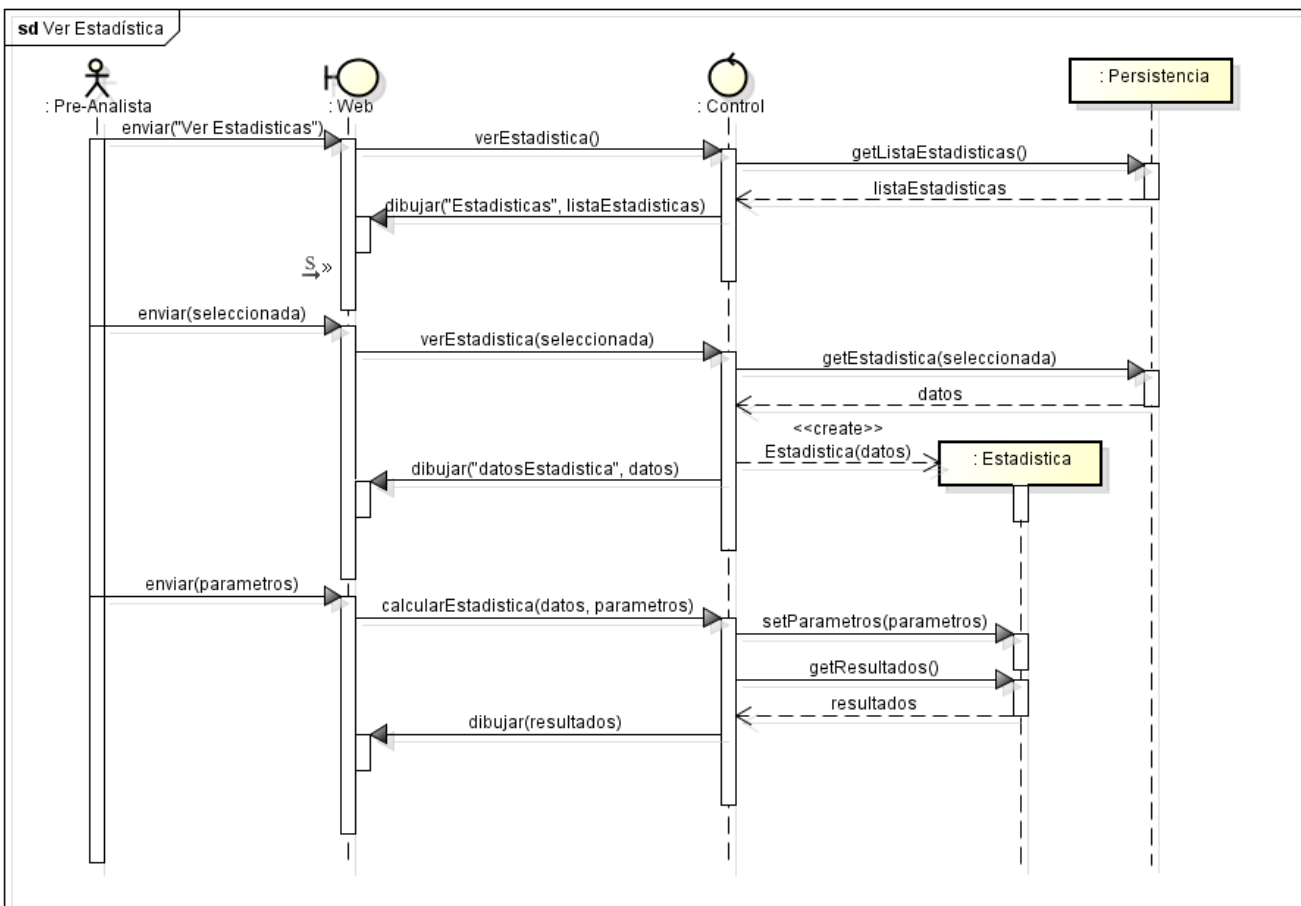 sd Ver Estadística
: Pre-Analista
: Web
: Control
: Persistencia
enviar("Ver Estadisticas")
verEstadistica()
getListaEstadisticas()
listaEstadisticas
dibujar("Estadisticas", listaEstadisticas)
S »
enviar(seleccionada)
verEstadistica(seleccionada)
getEstadistica(seleccionada)
datos
<<create>>
Estadistica(datos)
: Estadistica
dibujar("datosEstadistica", datos)
enviar(parametros)
calcularEstadistica(datos, parametros)
setParametros(parametros)
getResultados()
resultados
dibujar(resultados)